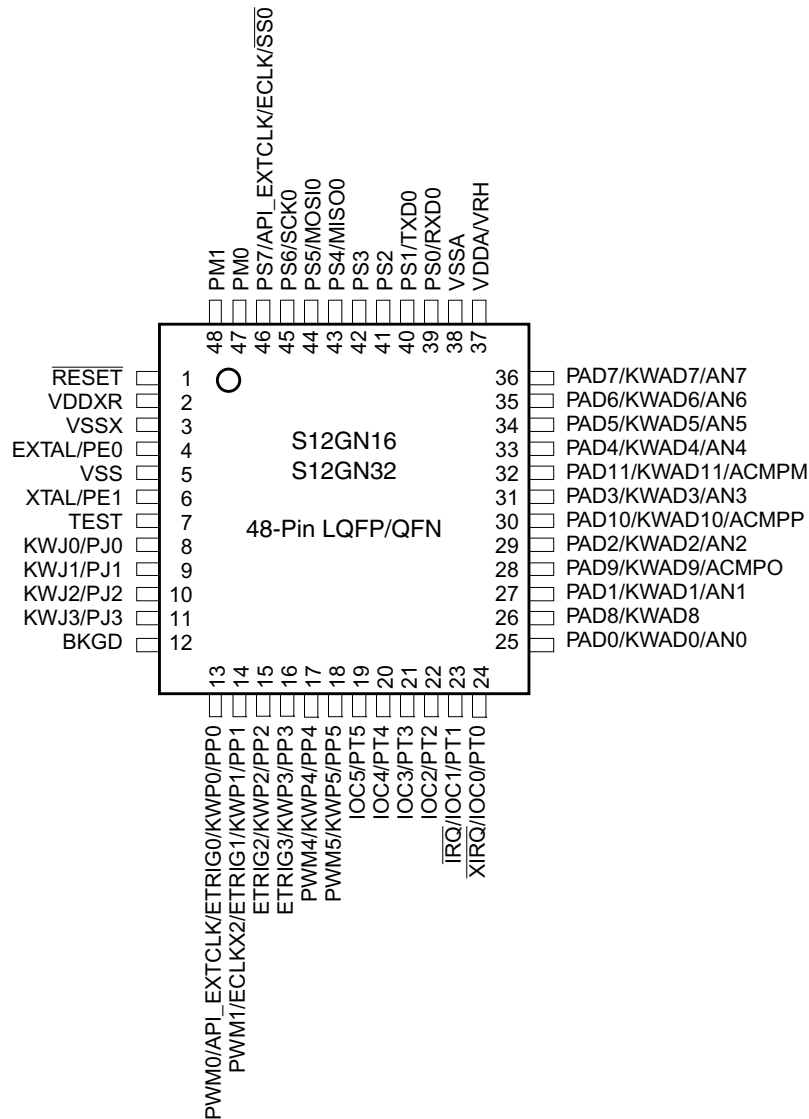 PS7/API_EXTCLK/ECLK/SS0
PM1
PM0
PS6/SCK0
PS5/MOSI0
PS4/MISO0
PS3
PS2
PS1/TXD0
PS0/RXD0
VSSA
VDDA/VRH
48
47
46
45
44
43
42
41
40
39
38
37
RESET 1
VDDXR 2
VSSX 3
EXTAL/PE0 4
VSS 5
XTAL/PE1 6
TEST 7
KWJ0/PJ0 8
KWJ1/PJ1 9
KWJ2/PJ2 10
KWJ3/PJ3 11
BKGD 12
S12GN16
S12GN32
48-Pin LQFP/QFN
36 PAD7/KWAD7/AN7
35 PAD6/KWAD6/AN6
34 PAD5/KWAD5/AN5
33 PAD4/KWAD4/AN4
32 PAD11/KWAD11/ACMPM
31 PAD3/KWAD3/AN3
30 PAD10/KWAD10/ACMPP
29 PAD2/KWAD2/AN2
28 PAD9/KWAD9/ACMPO
27 PAD1/KWAD1/AN1
26 PAD8/KWAD8
25 PAD0/KWAD0/AN0
13
14
15
16
17
18
19
20
21
22
23
24
PWM0/API_EXTCLK/ETRIG0/KWP0/PP0
PWM1/ECLKX2/ETRIG1/KWP1/PP1
ETRIG2/KWP2/PP2
ETRIG3/KWP3/PP3
PWM4/KWP4/PP4
PWM5/KWP5/PP5
IOC5/PT5
IOC4/PT4
IOC3/PT3
IOC2/PT2
IRQ/IOC1/PT1
XIRQ/IOC0/PT0